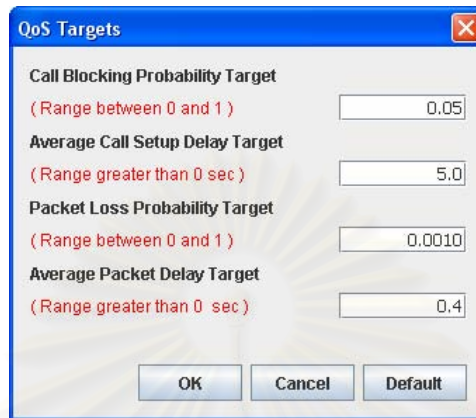 QoS Targets
Call Blocking Probability Target
( Range between 0 and 1 )
0.05
Average Call Setup Delay Target
( Range greater than 0 sec )
5.0
Packet Loss Probability Target
( Range between 0 and 1 )
0.0010
Average Packet Delay Target
( Range greater than 0 sec )
0.4
OK Cancel Default